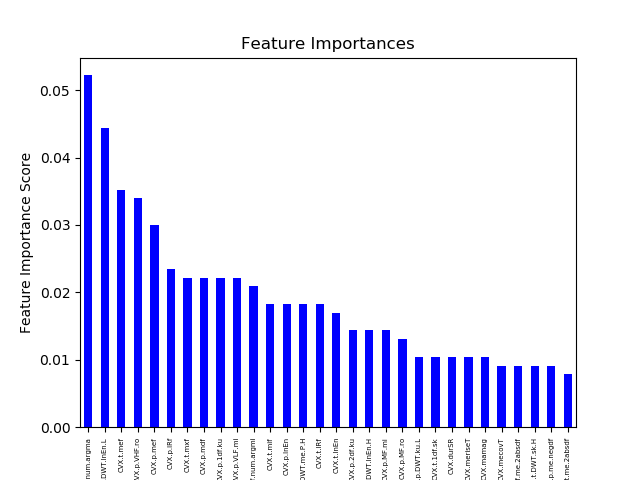 Feature Importances
Feature Importance Score
0.05
0.04
0.03
0.02
0.01
0.00
num.argma
.DWT.lnEn.L
CVX.t.mef
VX.p.VHF.ro
CVX.p.mef
CVX.p.IRf
CVX.t.mxf
CVX.p.mdf
CVX.p.1df.ku
VX.p.VLF.mi
.num.argmi
CVX.t.mif
CVX.p.lnEn
DWT.me.P.H
CVX.t.IRf
CVX.t.lnEn
CVX.p.2df.ku
DWT.lnEn.H
CVX.p.MF.mi
CVX.p.MF.ro
.p.DWT.ku.L
CVX.t.1df.sk
CVX.durSR
CVX.meriseT
CVX.mamag
CVX.mecovT
f.me.2absdf
.t.DWT.sk.H
.p.me.negdf
t.me.2absdf